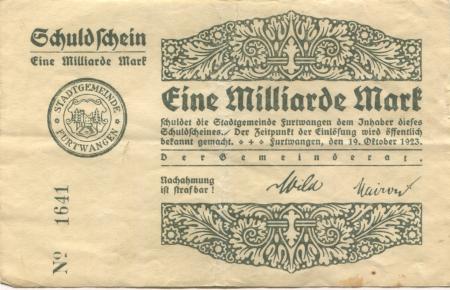 Schuldschein
Eine Milliarde Mark
STADTGEMEINDE
FURTWANGEN
No 1641
Eine Milliarde Mark
schuldet die Stadtgemeinde Furtwangen dem Inhaber dieses
Schuldscheines. / Der Zeitpunkt der Einlösung wird öffentlich
bekannt gemacht. Furtwangen, den 19. Oktober 1923.
Der Gemeinderat.
Nachahmung
ist strafbar!